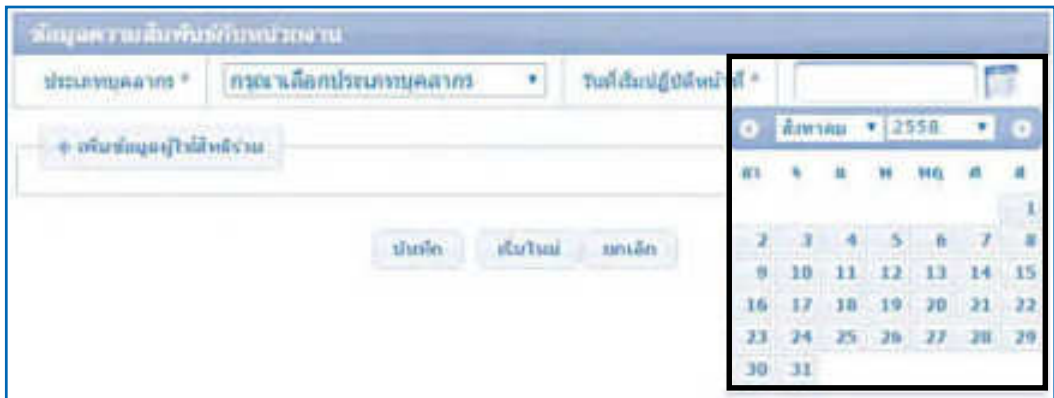 ข้อมูลความสัมพันธ์กับหน่วยงาน
ประเภทบุคลากร * กรุณาเลือกประเภทบุคลากร วันที่เริ่มปฏิบัติหน้าที่ *
+ เพิ่มข้อมูลผู้ใช้สิทธิร่วม
บันทึก เริ่มใหม่ ยกเลิก
สิงหาคม 2558
อา จ อ พ พฤ ศ ส
1
2 3 4 5 6 7 8
9 10 11 12 13 14 15
16 17 18 19 20 21 22
23 24 25 26 27 28 29
30 31